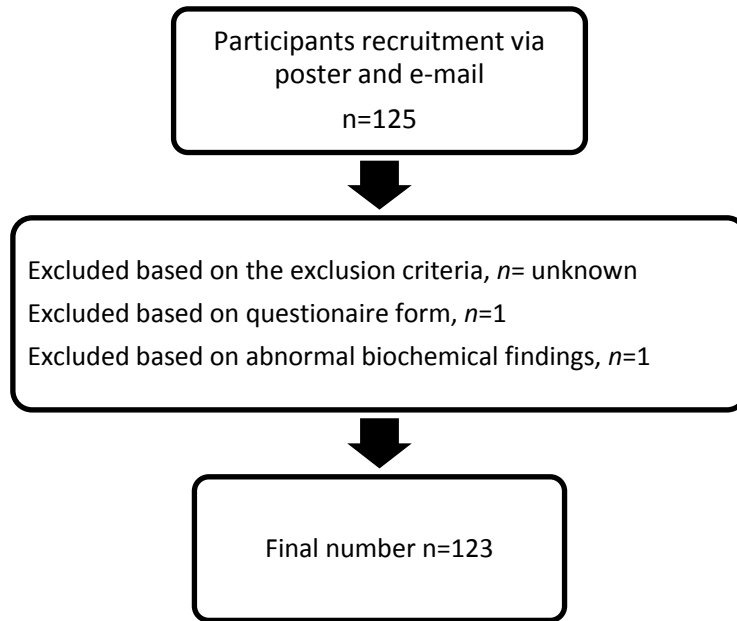 Participants recruitment via
poster and e-mail
n=125
Excluded based on the exclusion criteria, n= unknown
Excluded based on questionaire form, n=1
Excluded based on abnormal biochemical findings, n=1
Final number n=123